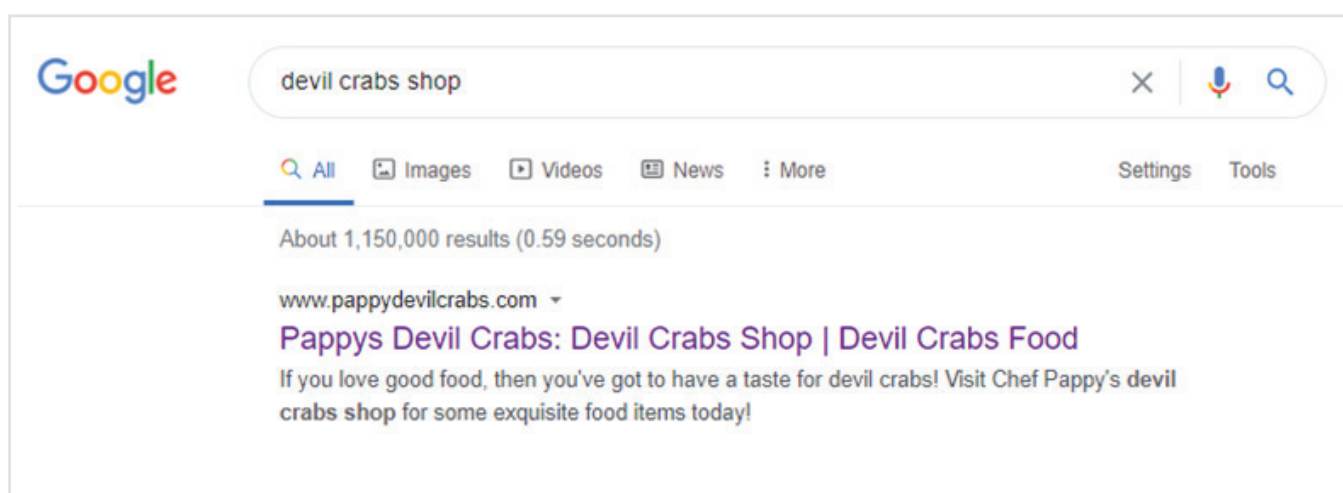 Google devil crabs shop
All Images Videos News More Settings Tools
About 1,150,000 results (0.59 seconds)
www.pappydevilcrabs.com
Pappys Devil Crabs: Devil Crabs Shop | Devil Crabs Food
If you love good food, then you've got to have a taste for devil crabs! Visit Chef Pappy's devil
crabs shop for some exquisite food items today!